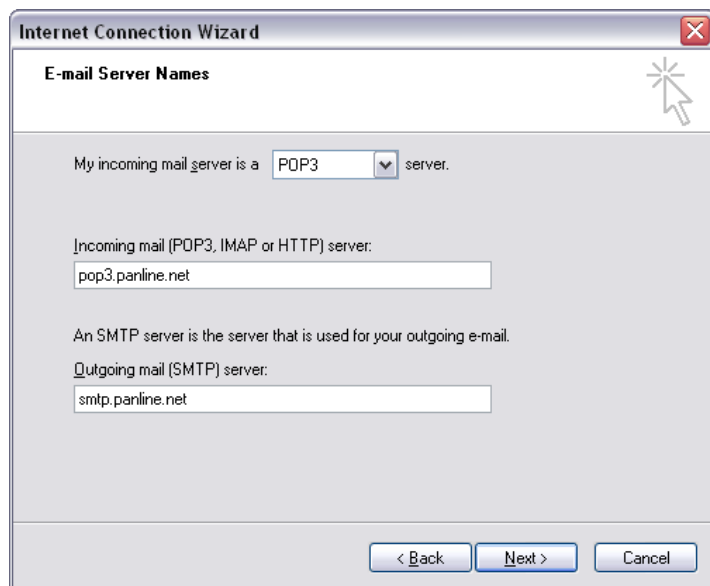 Internet Connection Wizard
E-mail Server Names
My incoming mail server is a POP3 server.
Incoming mail (POP3, IMAP or HTTP) server:
pop3.panline.net
An SMTP server is the server that is used for your outgoing e-mail.
Outgoing mail (SMTP) server:
smtp.panline.net
< Back Next > Cancel